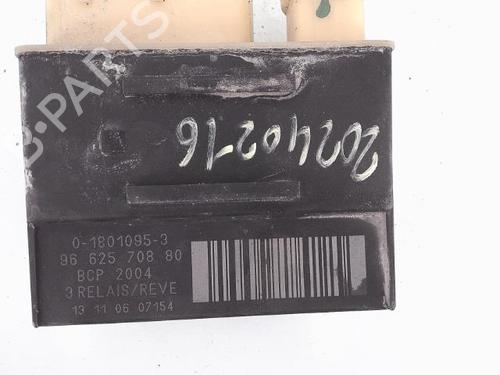 B-PARTS
20240216
0-1801095-3
96 625 708 80
BCP 2004
3 RELAIS/REVE
13 11 06 07154